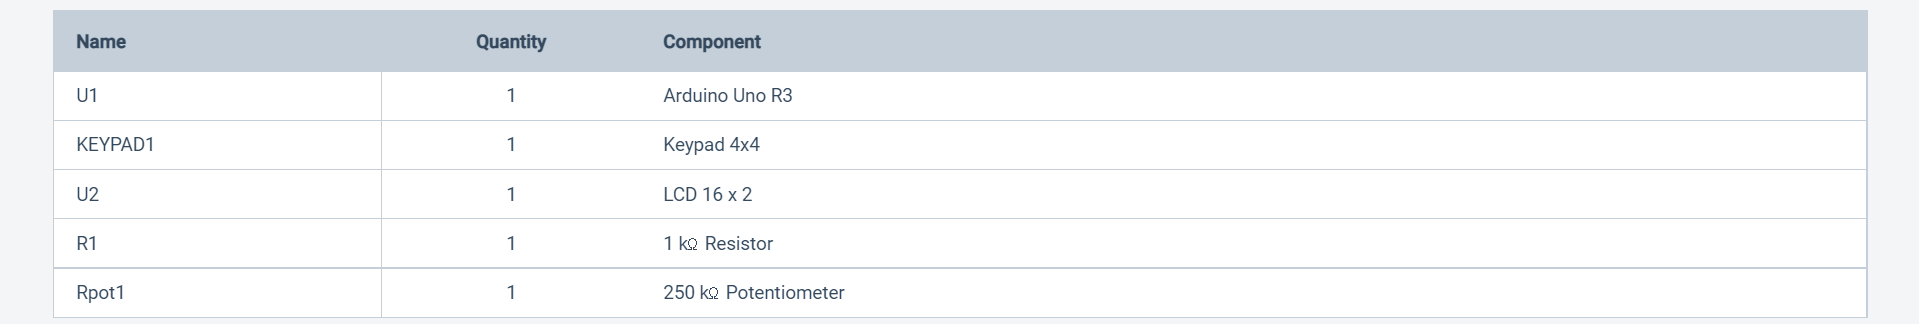 Name Quantity Component
U1 1 Arduino Uno R3
KEYPAD1 1 Keypad 4x4
U2 1 LCD 16 x 2
R1 1 1 kΩ Resistor
Rpot1 1 250 kΩ Potentiometer